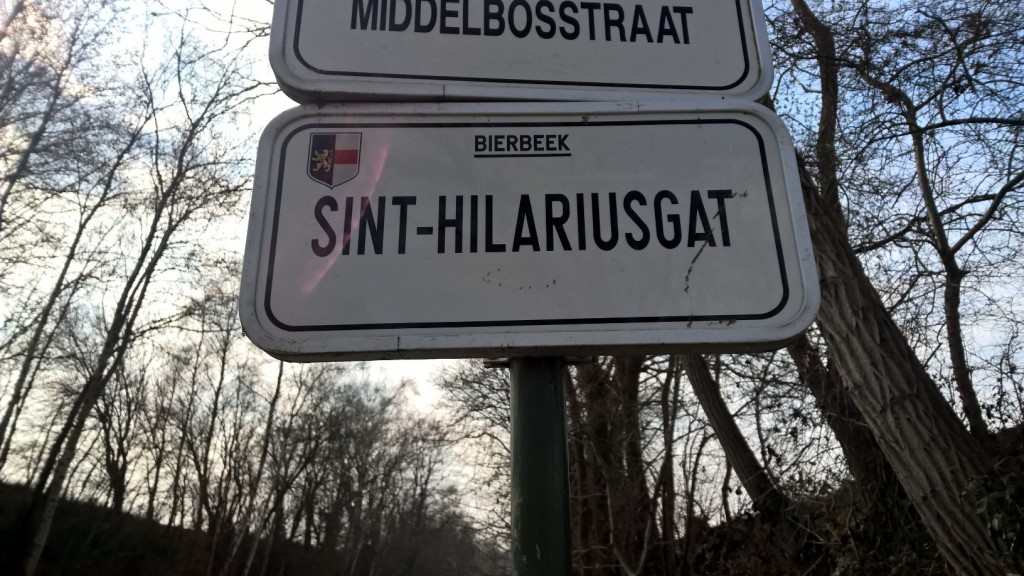 MIDDELBOSSTRAAT
BIERBEEK
SINT-HILARIUSGAT